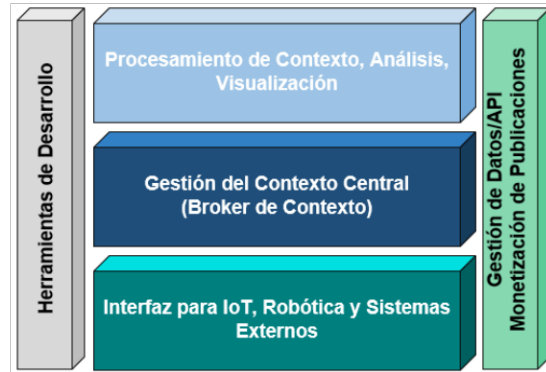 Herramientas de Desarrollo
Procesamiento de Contexto, Análisis,
Visualización
Gestión del Contexto Central
(Broker de Contexto)
Interfaz para IoT, Robótica y Sistemas
Externos
Gestión de Datos/API
Monetización de Publicaciones